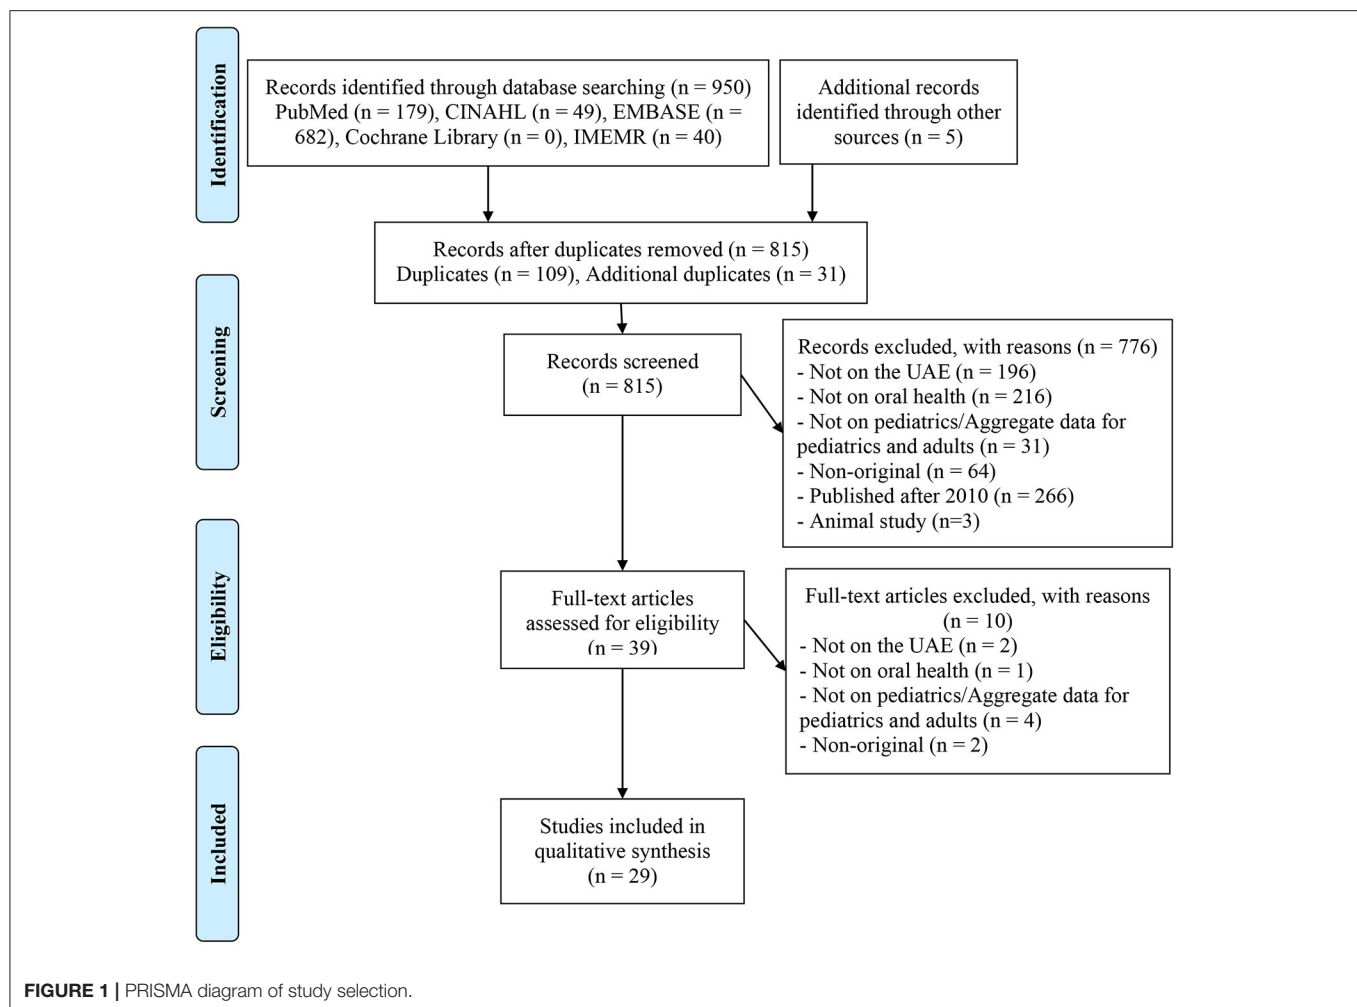 Identification
Records identified through database searching (n = 950)
PubMed (n = 179), CINAHL (n = 49), EMBASE (n =
682), Cochrane Library (n = 0), IMEMR (n = 40)
Additional records
identified through other
sources (n = 5)
Records after duplicates removed (n = 815)
Duplicates (n = 109), Additional duplicates (n = 31)
Screening
Records screened
(n = 815)
Records excluded, with reasons (n = 776)
- Not on the UAE (n = 196)
- Not on oral health (n = 216)
- Not on pediatrics/Aggregate data for
pediatrics and adults (n = 31)
- Non-original (n = 64)
- Published after 2010 (n = 266)
- Animal study (n=3)
Eligibility
Full-text articles
assessed for eligibility
(n = 39)
Full-text articles excluded, with reasons
(n = 10)
- Not on the UAE (n = 2)
- Not on oral health (n = 1)
- Not on pediatrics/Aggregate data for
pediatrics and adults (n = 4)
- Non-original (n = 2)
Included
Studies included in
qualitative synthesis
(n = 29)
FIGURE 1 | PRISMA diagram of study selection.